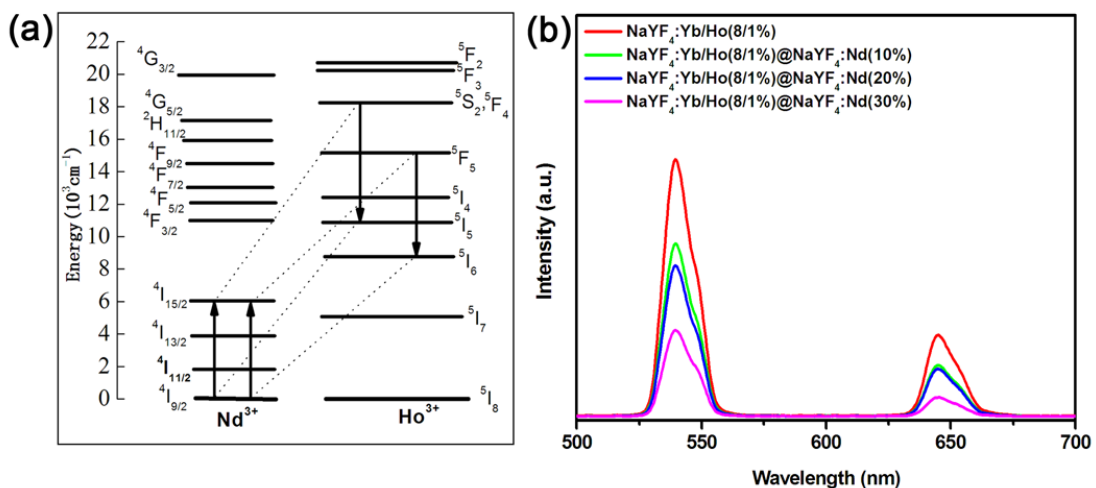 (a)
22
20
18
16
14
12
10
8
6
4
2
0
Energy (10³cm⁻¹)
⁴G₃/₂
⁴G₅/₂
²H₁₁/₂
⁴F₉/₂
⁴F₇/₂
⁴F₅/₂
⁴F₃/₂
⁴I₁₅/₂
⁴I₁₃/₂
⁴I₁₁/₂
⁴I₉/₂
Nd³⁺
⁵F₂
⁵F₃
⁵S₂,⁵F₄
⁵F₅
⁵I₄
⁵I₅
⁵I₆
⁵I₇
⁵I₈
Ho³⁺
(b)
NaYF₄:Yb/Ho(8/1%)
NaYF₄:Yb/Ho(8/1%)@NaYF₄:Nd(10%)
NaYF₄:Yb/Ho(8/1%)@NaYF₄:Nd(20%)
NaYF₄:Yb/Ho(8/1%)@NaYF₄:Nd(30%)
Intensity (a.u.)
500 550 600 650 700
Wavelength (nm)